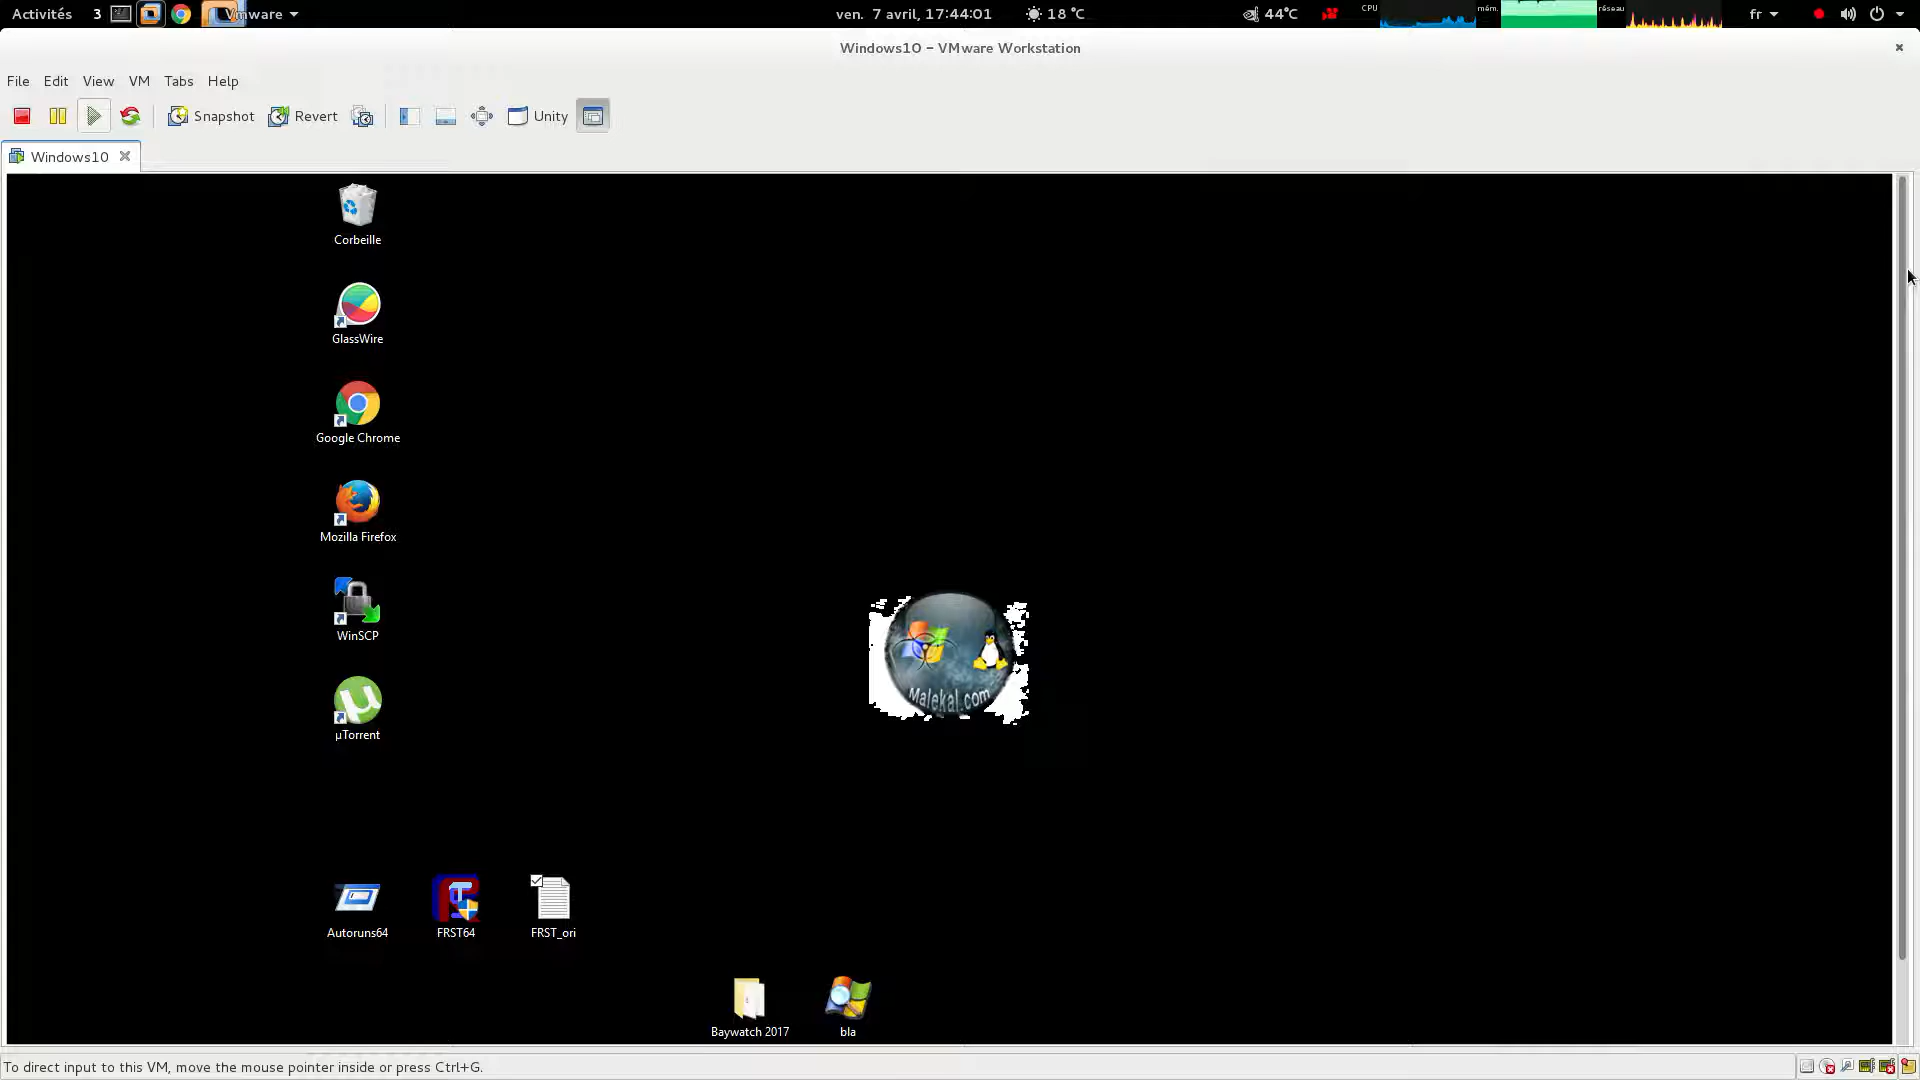 Activités 3 Vmware ven. 7 avril, 17:44:01 18 °C 44°C CPU mém. réseau fr
Windows10 – VMware Workstation
File Edit View VM Tabs Help
Snapshot Revert Unity
Windows10
Corbeille
GlassWire
Google Chrome
Mozilla Firefox
WinSCP
Malekal.com
µTorrent
Autoruns64 FRST64 FRST_ori
Baywatch 2017 bla
To direct input to this VM, move the mouse pointer inside or press Ctrl+G.